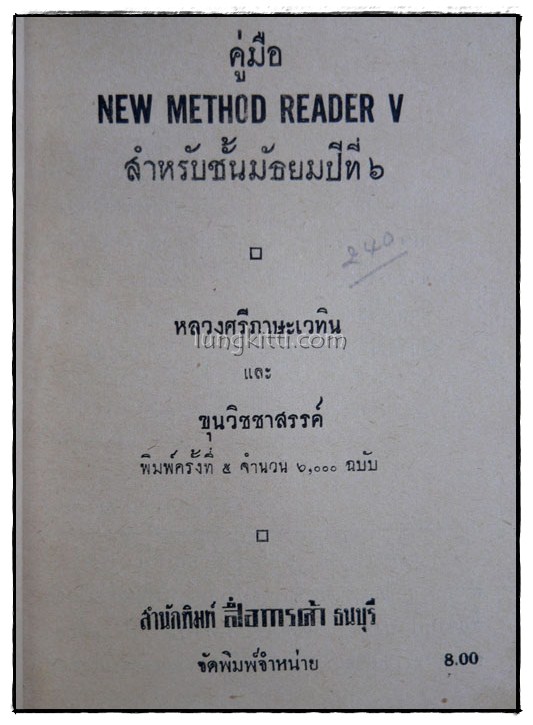 คู่มือ
NEW METHOD READER V
สำหรับชั้นมัธยมปีที่ ๖
240
หลวงศรีภาษะเวทิน
lungkitti.com
และ
ขุนวิชชาสรรค์
พิมพ์ครั้งที่ ๕ จำนวน ๖,๐๐๐ ฉบับ
สำนักพิมพ์ สื่อการค้า ธนบุรี
จัดพิมพ์จำหน่าย
8.00